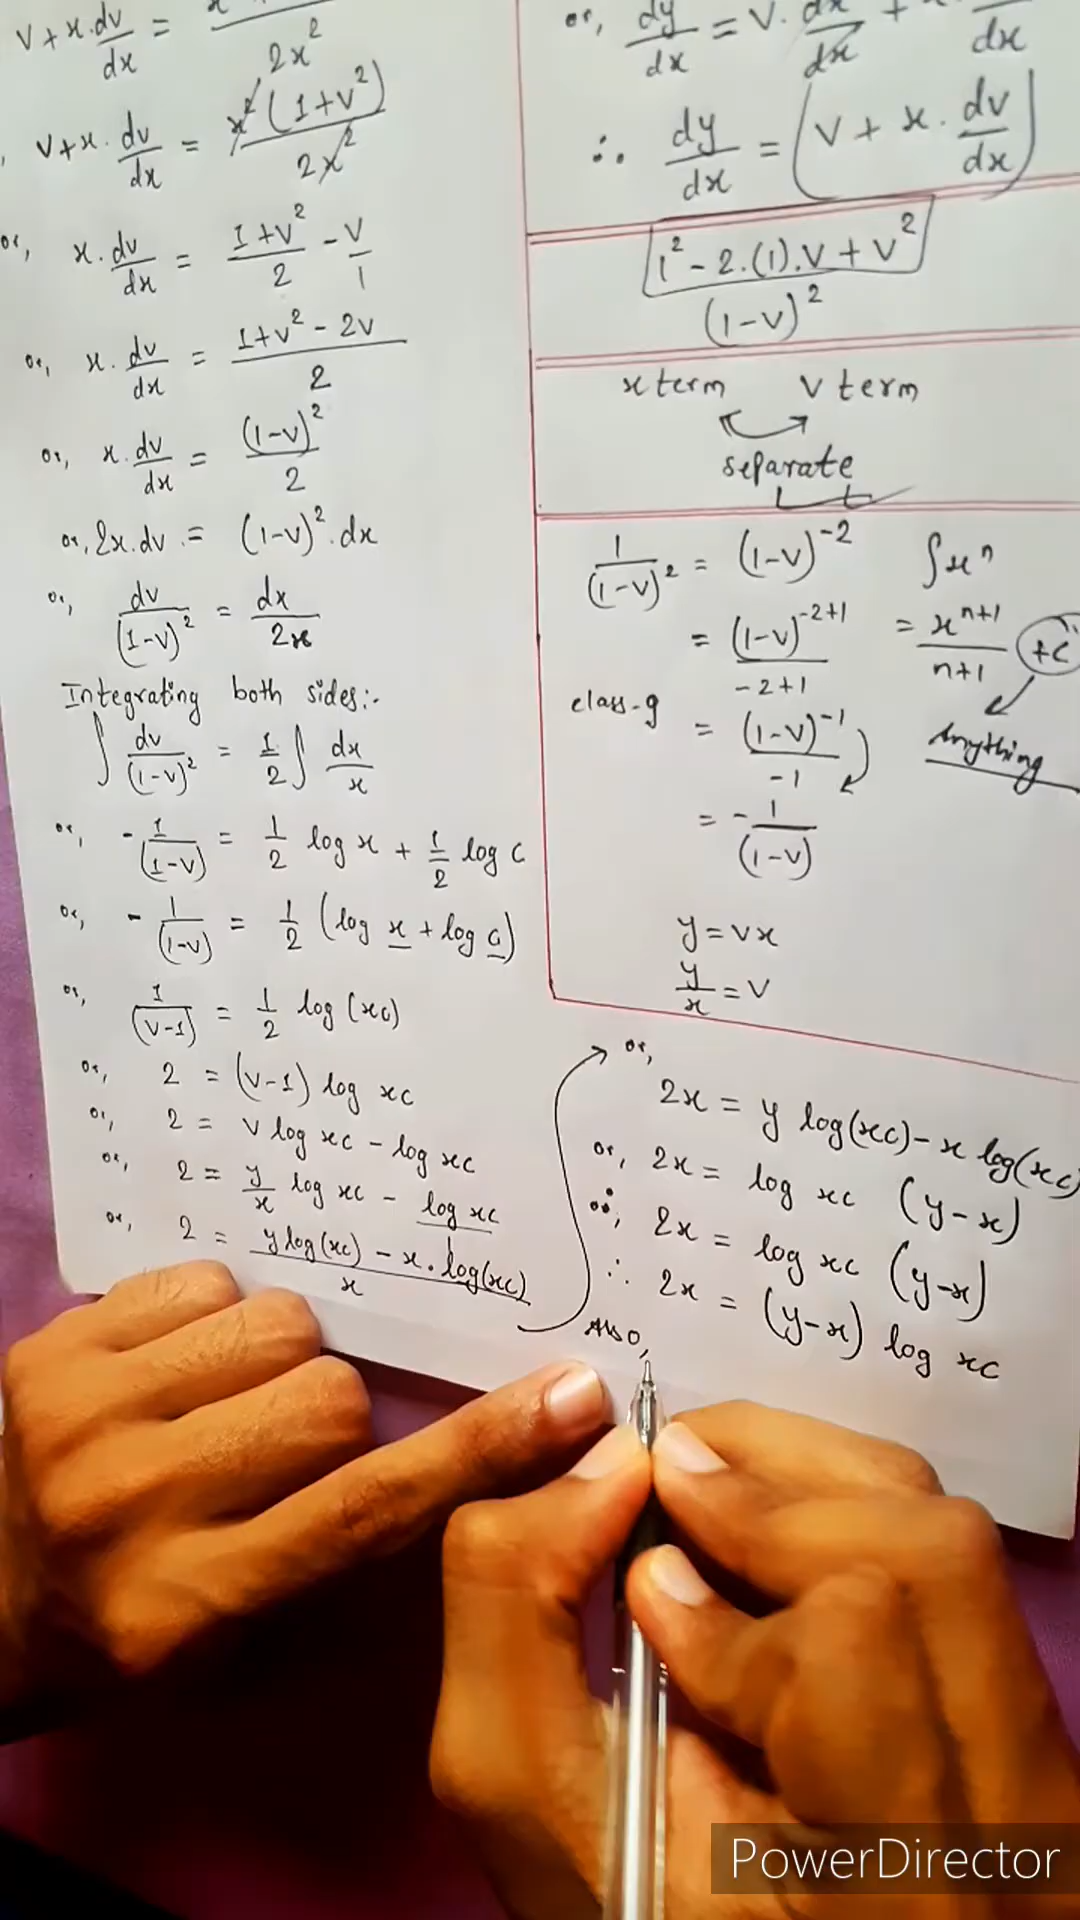 v + x . dv/dx = /2x²
v + x . dv/dx = x² (1+v²)/2x²
or, x . dv/dx = 1+v²/2 - v/1
or, x . dv/dx = 1+v² - 2v/2
or, x . dv/dx = (1-v)²/2
or, 2x . dv . = (1-v)² . dx
or, dv/(1-v)² = dx/2x
Integrating both sides :-
∫ dv/(1-v)² = 1/2 ∫ dx/x
or, - 1/(1-v) = 1/2 log x + 1/2 log c
or, - 1/(1-v) = 1/2 (log x + log c)
or, 1/(v-1) = 1/2 log (xc)
or, 2 = (v-1) log xc
or, 2 = v log xc - log xc
or, 2 = y/x log xc - log xc/1
or, 2 = y log(xc) - x . log(xc)/x
or, dy/dx = v . dx/dx + /dx
∴ dy/dx = (v + x . dv/dx)
1² - 2.(1).v + v²
(1-v)²
x term v term
separate
1/(1-v)² = (1-v)⁻² ∫xⁿ
= (1-v)⁻²⁺¹/-2+1 = xⁿ⁺¹/n+1 +c
class-9 = (1-v)⁻¹/-1 Anything
= - 1/(1-v)
y = vx
y/x = v
or,
2x = y log(xc) - x log(xc)
or, 2x = log xc (y-x)
or, 2x = log xc (y-x)
∴ 2x = (y-x) log xc
Also,
PowerDirector